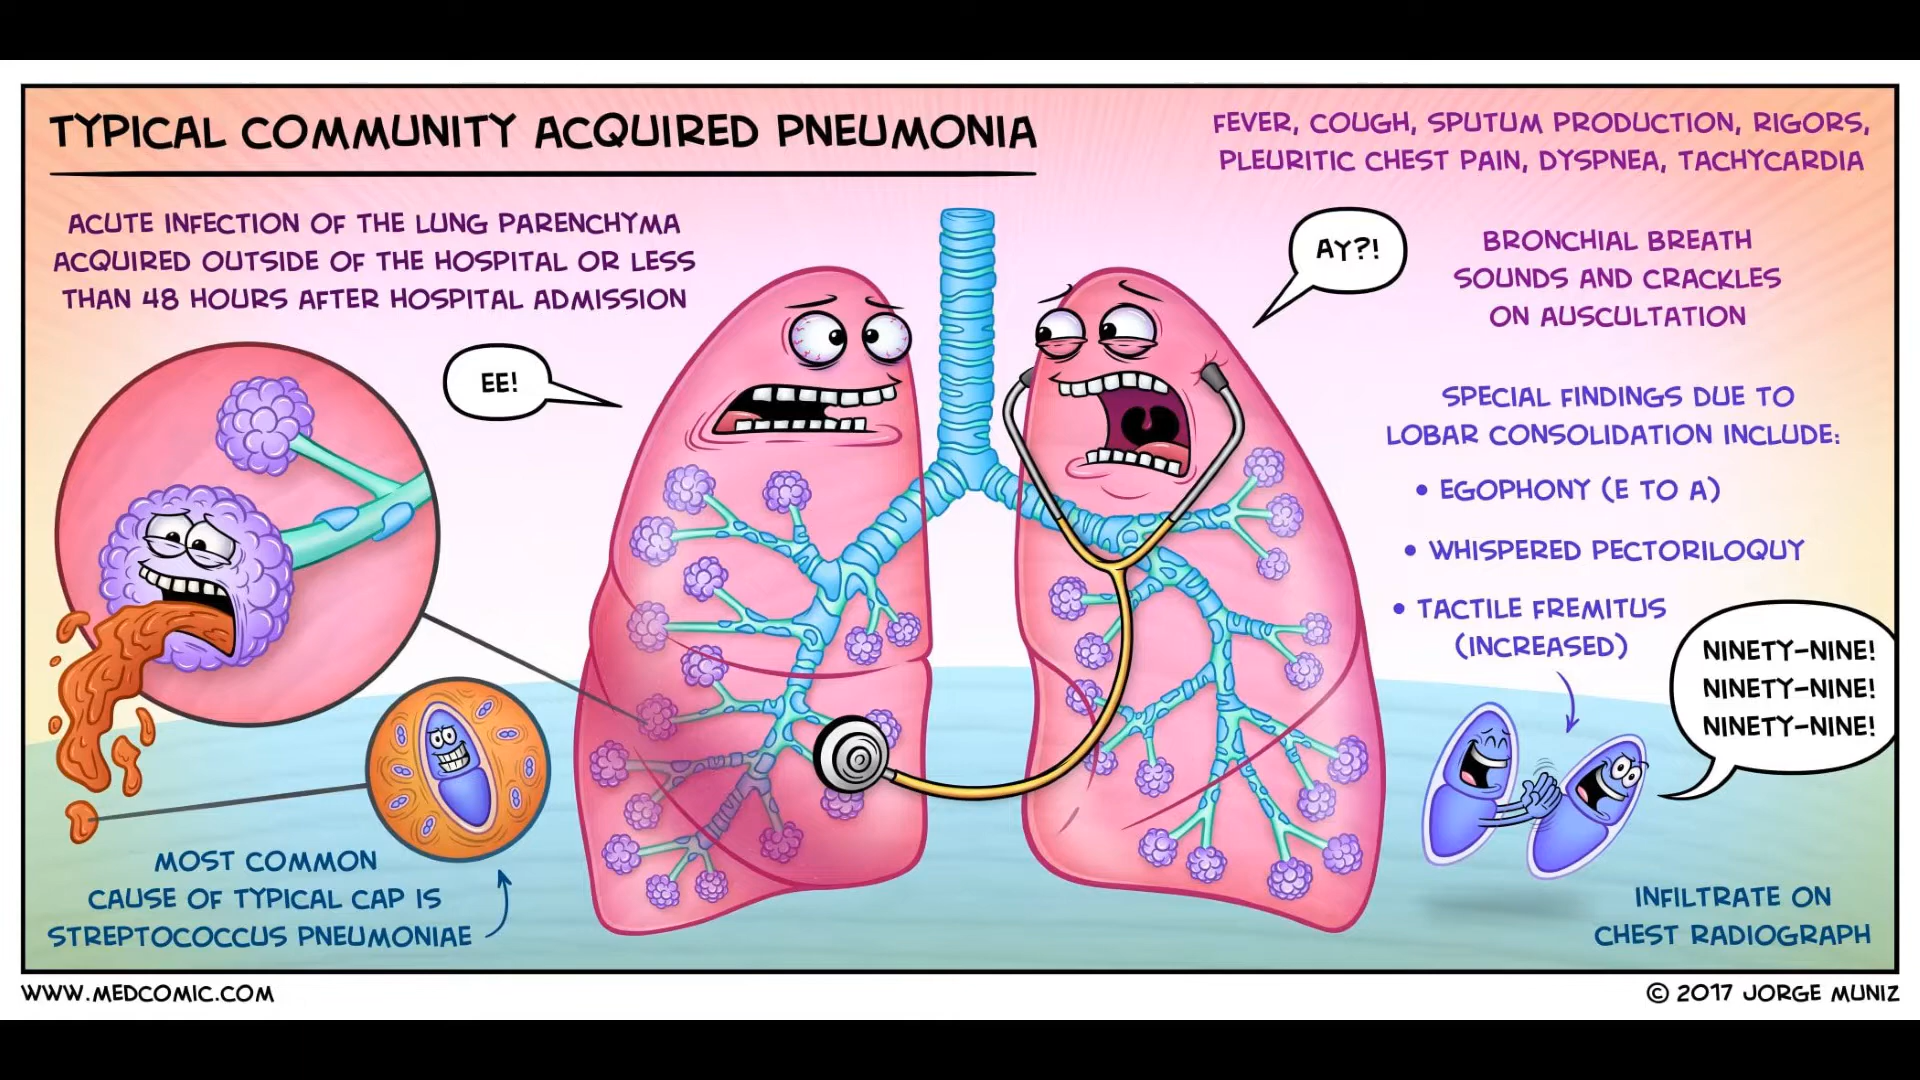 TYPICAL COMMUNITY ACQUIRED PNEUMONIA
ACUTE INFECTION OF THE LUNG PARENCHYMA
ACQUIRED OUTSIDE OF THE HOSPITAL OR LESS
THAN 48 HOURS AFTER HOSPITAL ADMISSION
FEVER, COUGH, SPUTUM PRODUCTION, RIGORS,
PLEURITIC CHEST PAIN, DYSPNEA, TACHYCARDIA
EE!
AY?!
BRONCHIAL BREATH
SOUNDS AND CRACKLES
ON AUSCULTATION
SPECIAL FINDINGS DUE TO
LOBAR CONSOLIDATION INCLUDE:
• EGOPHONY (E TO A)
• WHISPERED PECTORILOQUY
• TACTILE FREMITUS
(INCREASED)
NINETY-NINE!
NINETY-NINE!
NINETY-NINE!
MOST COMMON
CAUSE OF TYPICAL CAP IS
STREPTOCOCCUS PNEUMONIAE
INFILTRATE ON
CHEST RADIOGRAPH
WWW.MEDCOMIC.COM
© 2017 JORGE MUNIZ